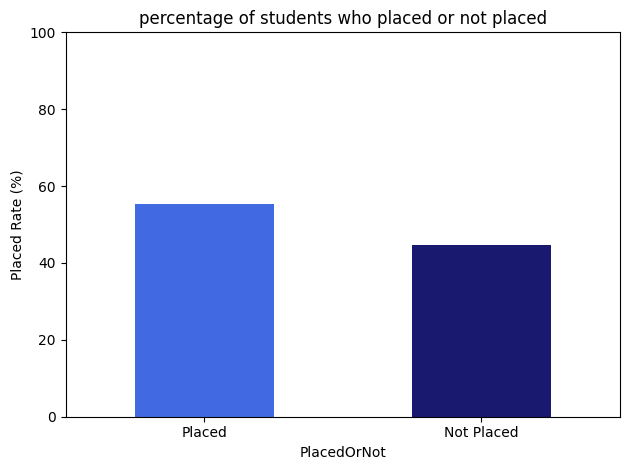 percentage of students who placed or not placed
Placed Rate (%)
100
80
60
40
20
0
Placed
Not Placed
PlacedOrNot